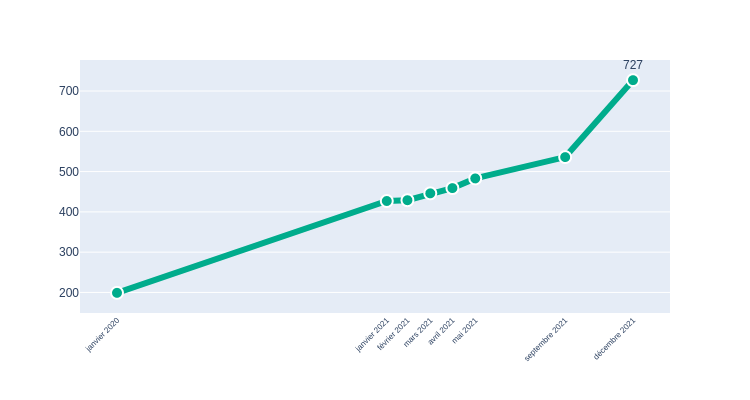 727
700
600
500
400
300
200
janvier 2020
janvier 2021
février 2021
mars 2021
avril 2021
mai 2021
septembre 2021
décembre 2021